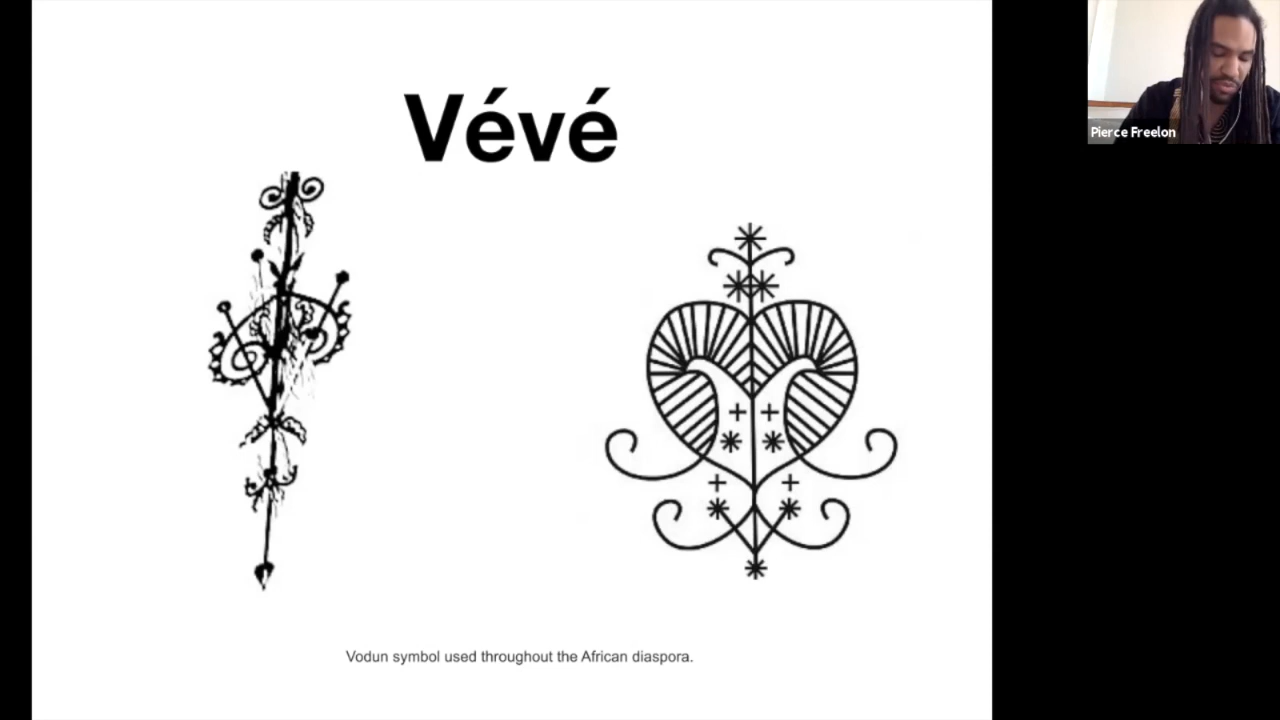 Vévé
Vodun symbol used throughout the African diaspora.
Pierce Freelon